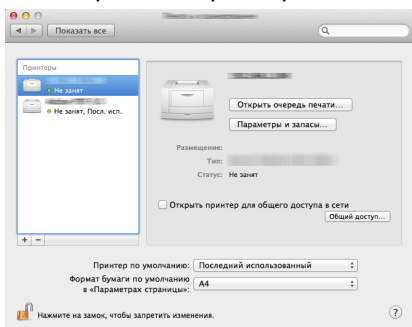 Показать все
Принтеры
Не занят
Не занят, Посл. исп.
Открыть очередь печати...
Параметры и запасы...
Размещение:
Тип:
Статус: Не занят
Открыть принтер для общего доступа в сети
Общий доступ...
+ −
Принтер по умолчанию: Последний использованный
Формат бумаги по умолчанию
в «Параметрах страницы»: A4
Нажмите на замок, чтобы запретить изменения.
?